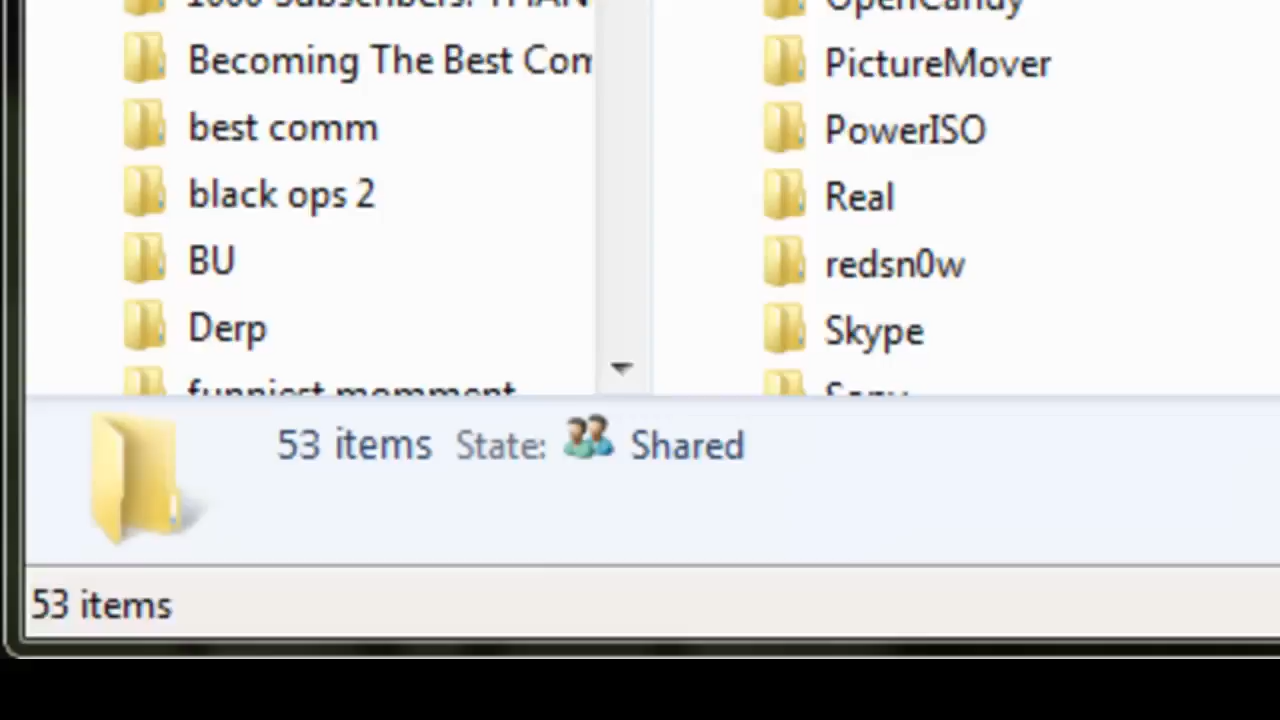 1000 Subscribers! THAN
Becoming The Best Com
best comm
black ops 2
BU
Derp
funniest momment
OpenCandy
PictureMover
PowerISO
Real
redsn0w
Skype
Sony
53 items State: Shared
53 items